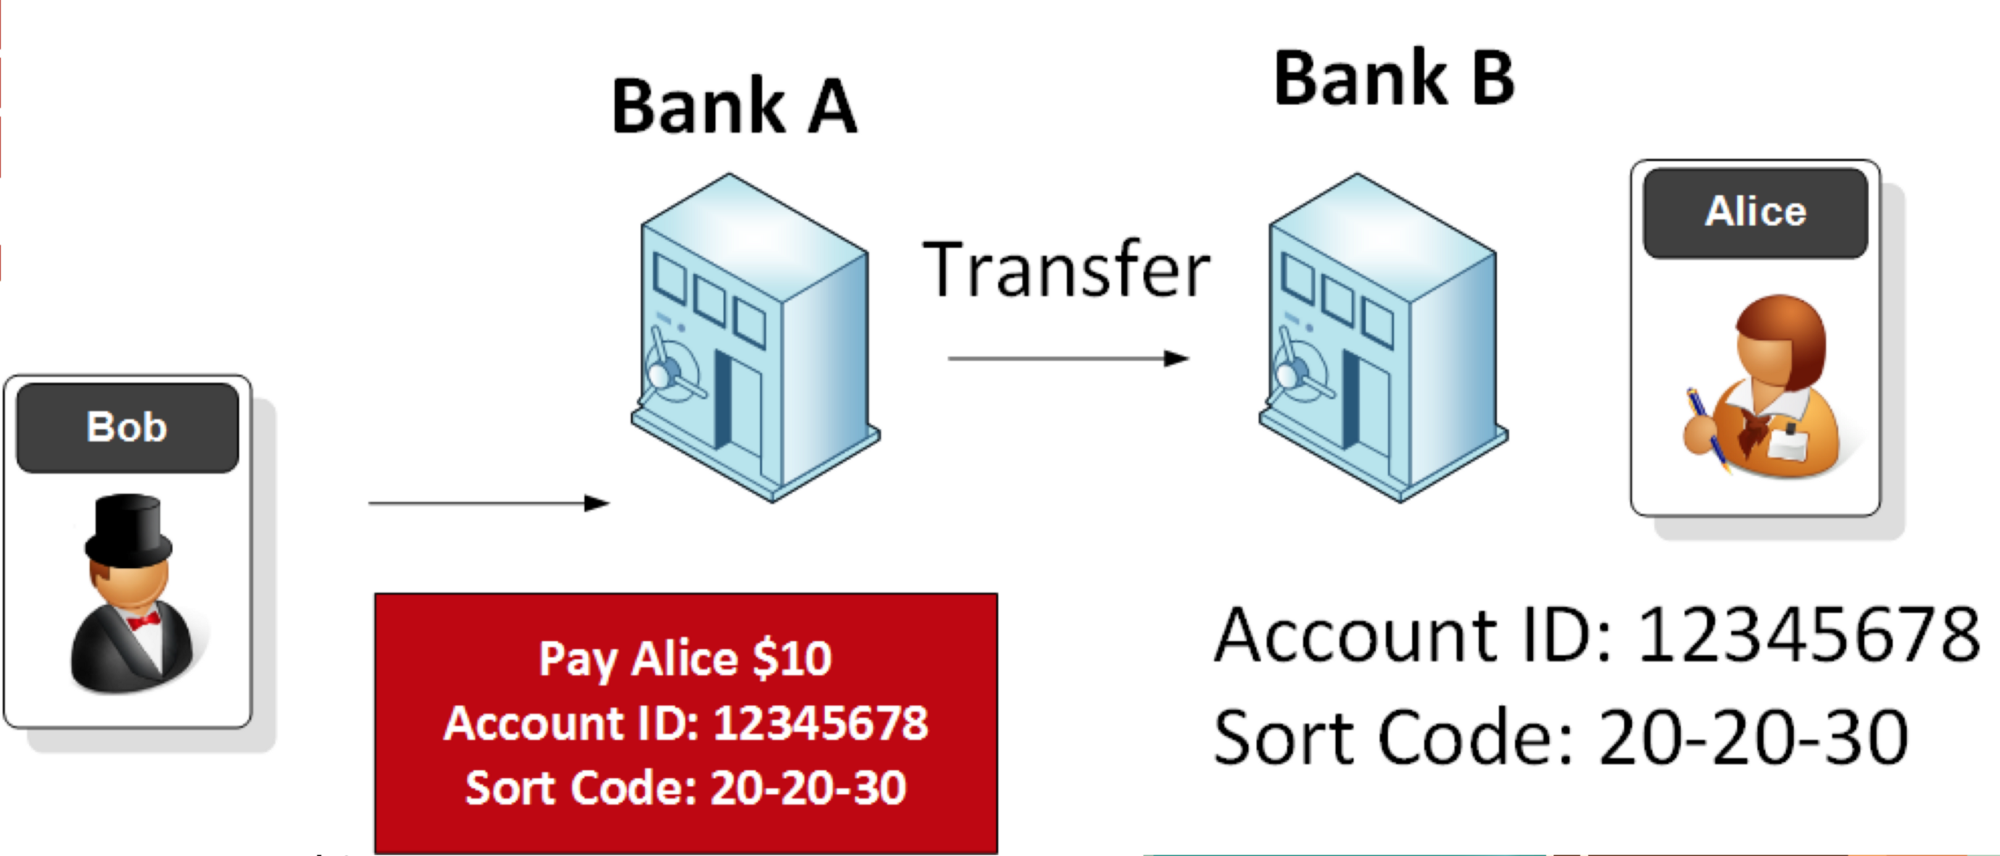 Bank A
Bank B
Transfer
Alice
Bob
Pay Alice $10
Account ID: 12345678
Sort Code: 20-20-30
Account ID: 12345678
Sort Code: 20-20-30